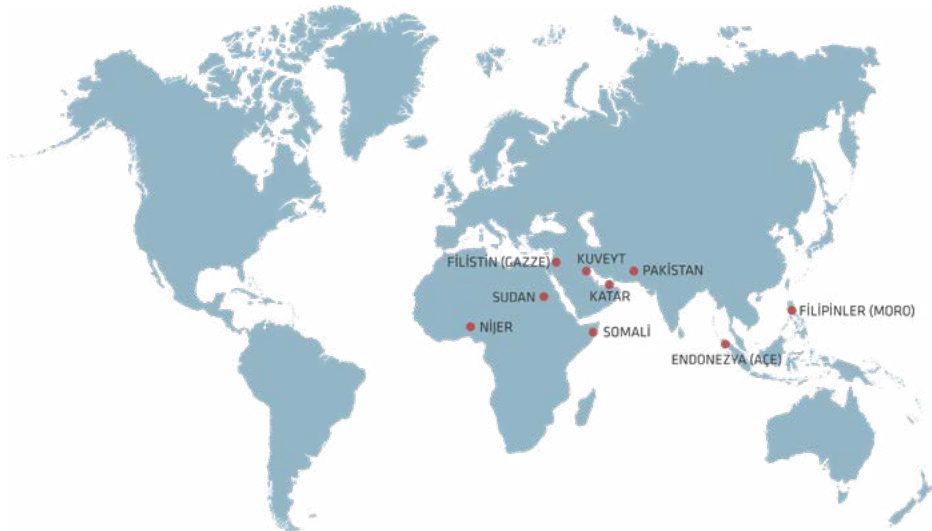 FİLİSTİN (GAZZE)
KUVEYT
PAKİSTAN
SUDAN
KATAR
FİLİPİNLER (MORO)
NİJER
SOMALİ
ENDONEZYA (AÇE)